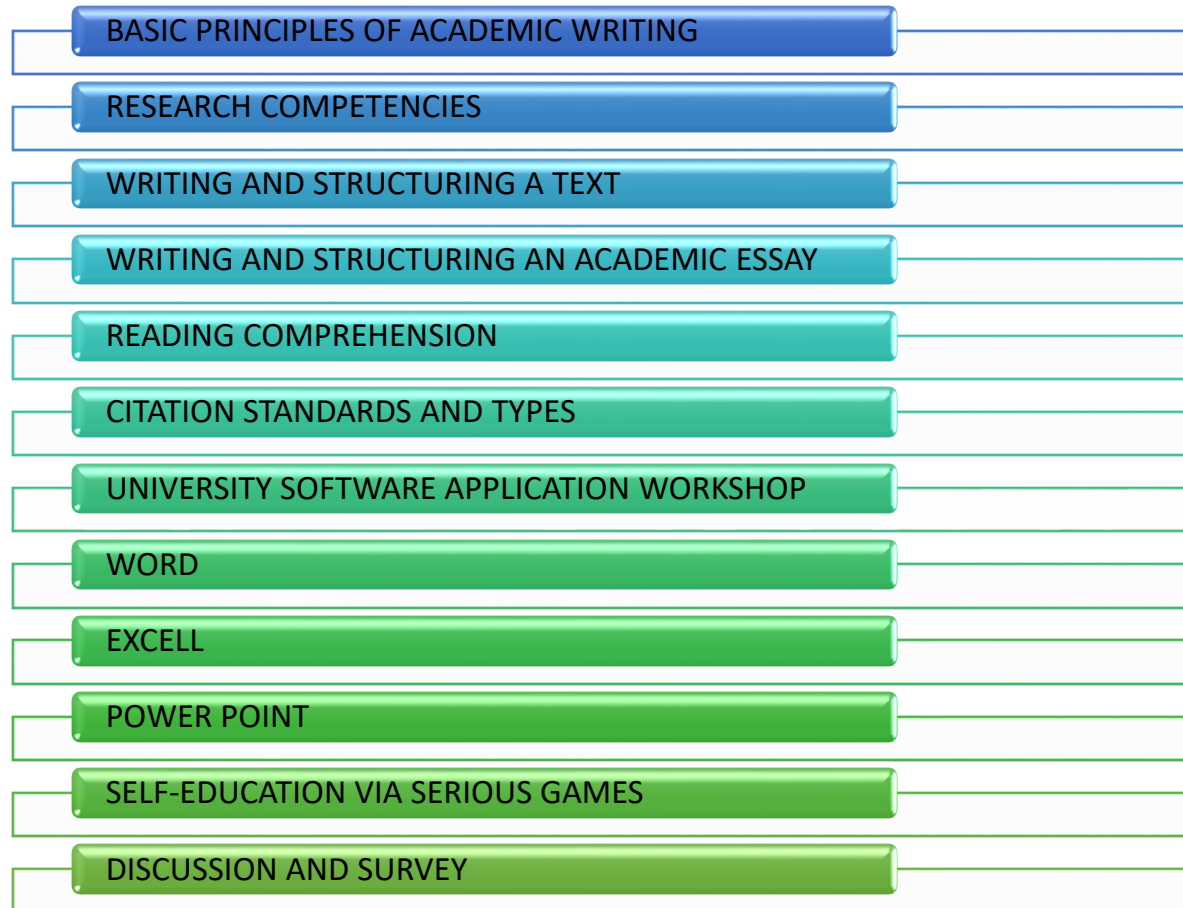 BASIC PRINCIPLES OF ACADEMIC WRITING
RESEARCH COMPETENCIES
WRITING AND STRUCTURING A TEXT
WRITING AND STRUCTURING AN ACADEMIC ESSAY
READING COMPREHENSION
CITATION STANDARDS AND TYPES
UNIVERSITY SOFTWARE APPLICATION WORKSHOP
WORD
EXCELL
POWER POINT
SELF-EDUCATION VIA SERIOUS GAMES
DISCUSSION AND SURVEY